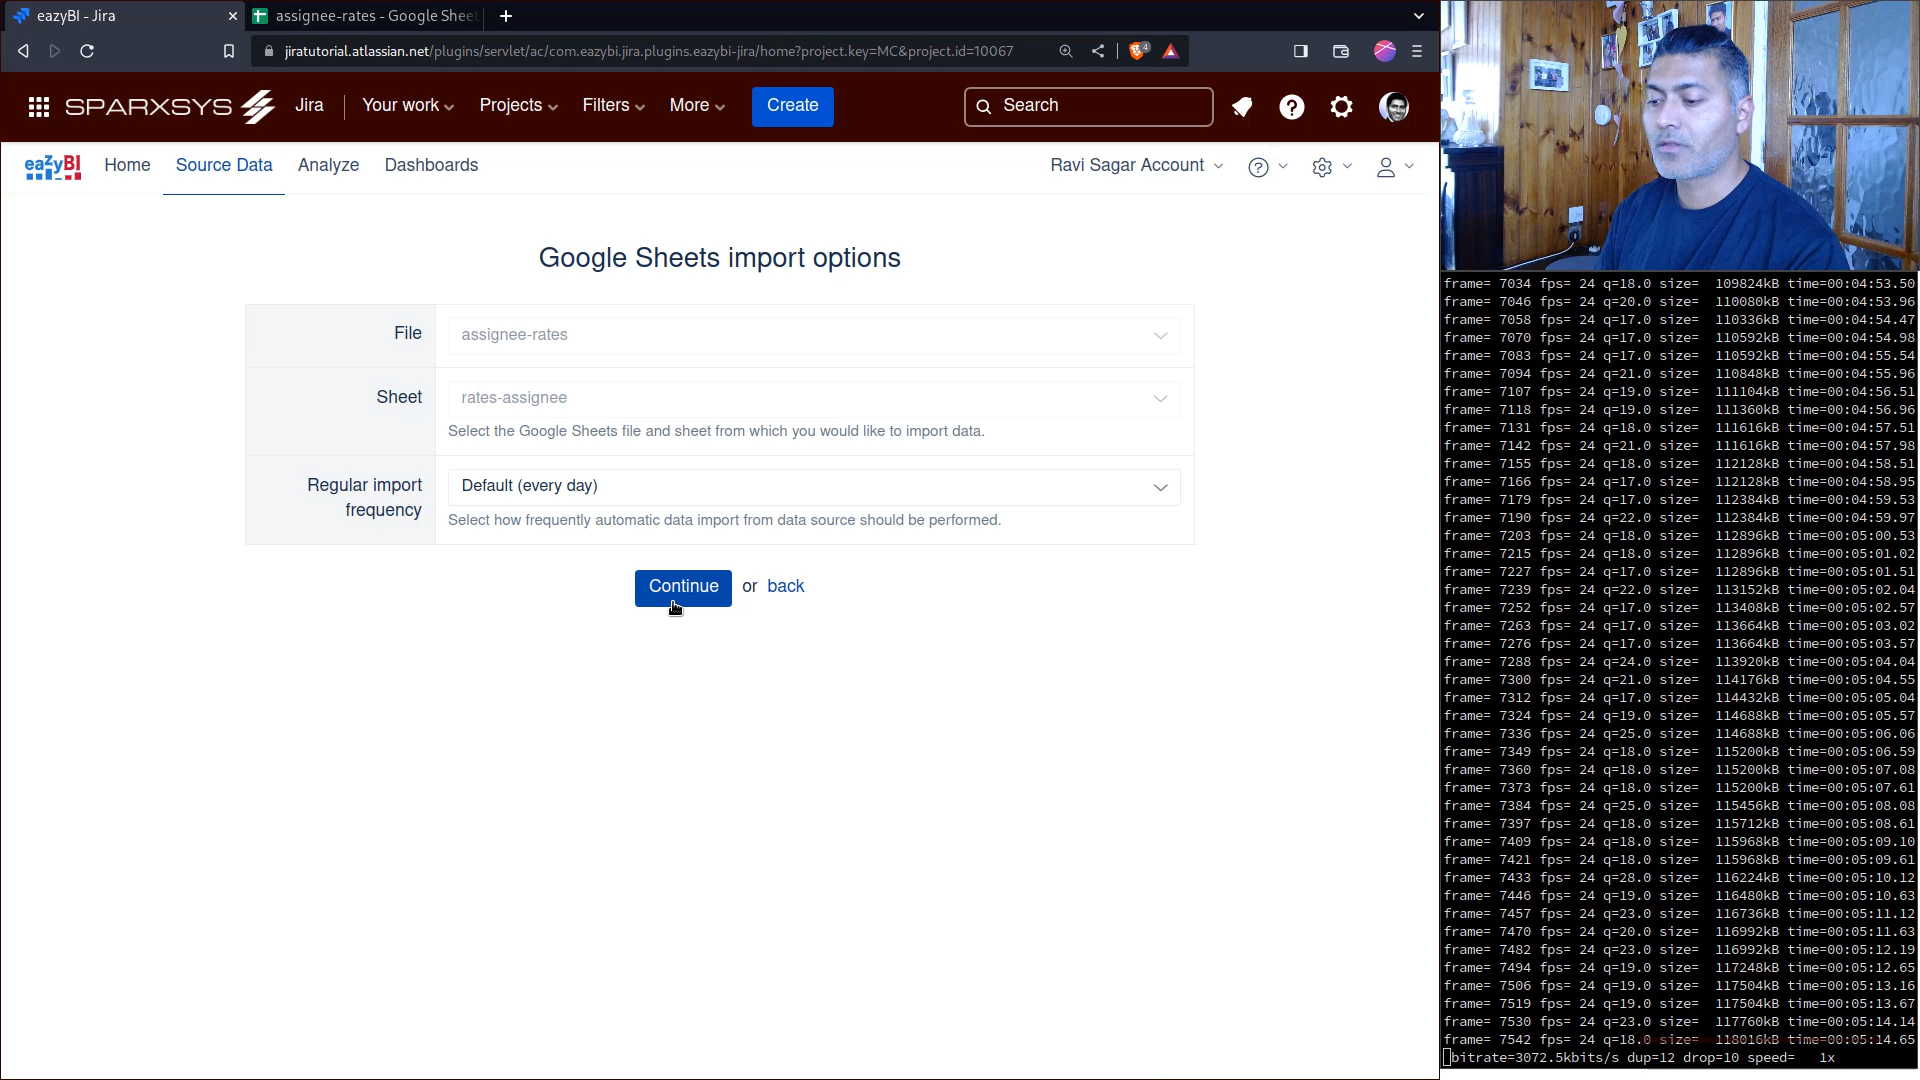 eazyBI - Jira
assignee-rates - Google Shee
jiratutorial.atlassian.net/plugins/servlet/ac/com.eazybi.jira.plugins.eazybi-jira/home?project.key=MC&project.id=10067
4
SPARXSYS
Jira
Your work
Projects
Filters
More
Create
Search
eazyBI
Home
Source Data
Analyze
Dashboards
Ravi Sagar Account
Google Sheets import options
File
assignee-rates
Sheet
rates-assignee
Select the Google Sheets file and sheet from which you would like to import data.
Regular import
frequency
Default (every day)
Select how frequently automatic data import from data source should be performed.
Continue or back
frame= 7034 fps= 24 q=18.0 size=  109824kB time=00:04:53.50
frame= 7046 fps= 24 q=20.0 size=  110080kB time=00:04:53.96
frame= 7058 fps= 24 q=17.0 size=  110336kB time=00:04:54.47
frame= 7070 fps= 24 q=17.0 size=  110592kB time=00:04:54.98
frame= 7083 fps= 24 q=17.0 size=  110592kB time=00:04:55.54
frame= 7094 fps= 24 q=21.0 size=  110848kB time=00:04:55.96
frame= 7107 fps= 24 q=19.0 size=  111104kB time=00:04:56.51
frame= 7118 fps= 24 q=19.0 size=  111360kB time=00:04:56.96
frame= 7131 fps= 24 q=18.0 size=  111616kB time=00:04:57.51
frame= 7142 fps= 24 q=21.0 size=  111616kB time=00:04:57.98
frame= 7155 fps= 24 q=18.0 size=  112128kB time=00:04:58.51
frame= 7166 fps= 24 q=17.0 size=  112128kB time=00:04:58.95
frame= 7179 fps= 24 q=17.0 size=  112384kB time=00:04:59.53
frame= 7190 fps= 24 q=22.0 size=  112384kB time=00:04:59.97
frame= 7203 fps= 24 q=18.0 size=  112896kB time=00:05:00.53
frame= 7215 fps= 24 q=18.0 size=  112896kB time=00:05:01.02
frame= 7227 fps= 24 q=17.0 size=  112896kB time=00:05:01.51
frame= 7239 fps= 24 q=22.0 size=  113152kB time=00:05:02.04
frame= 7252 fps= 24 q=17.0 size=  113408kB time=00:05:02.57
frame= 7263 fps= 24 q=17.0 size=  113664kB time=00:05:03.02
frame= 7276 fps= 24 q=17.0 size=  113664kB time=00:05:03.57
frame= 7288 fps= 24 q=24.0 size=  113920kB time=00:05:04.04
frame= 7300 fps= 24 q=21.0 size=  114176kB time=00:05:04.55
frame= 7312 fps= 24 q=17.0 size=  114432kB time=00:05:05.04
frame= 7324 fps= 24 q=19.0 size=  114688kB time=00:05:05.57
frame= 7336 fps= 24 q=25.0 size=  114688kB time=00:05:06.06
frame= 7349 fps= 24 q=18.0 size=  115200kB time=00:05:06.59
frame= 7360 fps= 24 q=18.0 size=  115200kB time=00:05:07.08
frame= 7373 fps= 24 q=18.0 size=  115200kB time=00:05:07.61
frame= 7384 fps= 24 q=25.0 size=  115456kB time=00:05:08.08
frame= 7397 fps= 24 q=18.0 size=  115712kB time=00:05:08.61
frame= 7409 fps= 24 q=18.0 size=  115968kB time=00:05:09.10
frame= 7421 fps= 24 q=18.0 size=  115968kB time=00:05:09.61
frame= 7433 fps= 24 q=28.0 size=  116224kB time=00:05:10.12
frame= 7446 fps= 24 q=19.0 size=  116480kB time=00:05:10.63
frame= 7457 fps= 24 q=23.0 size=  116736kB time=00:05:11.12
frame= 7470 fps= 24 q=20.0 size=  116992kB time=00:05:11.63
frame= 7482 fps= 24 q=23.0 size=  116992kB time=00:05:12.19
frame= 7494 fps= 24 q=19.0 size=  117248kB time=00:05:12.65
frame= 7506 fps= 24 q=19.0 size=  117504kB time=00:05:13.16
frame= 7519 fps= 24 q=19.0 size=  117504kB time=00:05:13.67
frame= 7530 fps= 24 q=23.0 size=  117760kB time=00:05:14.14
frame= 7542 fps= 24 q=18.0 size=  118016kB time=00:05:14.65
bitrate=3072.5kbits/s dup=12 drop=10 speed=   1x